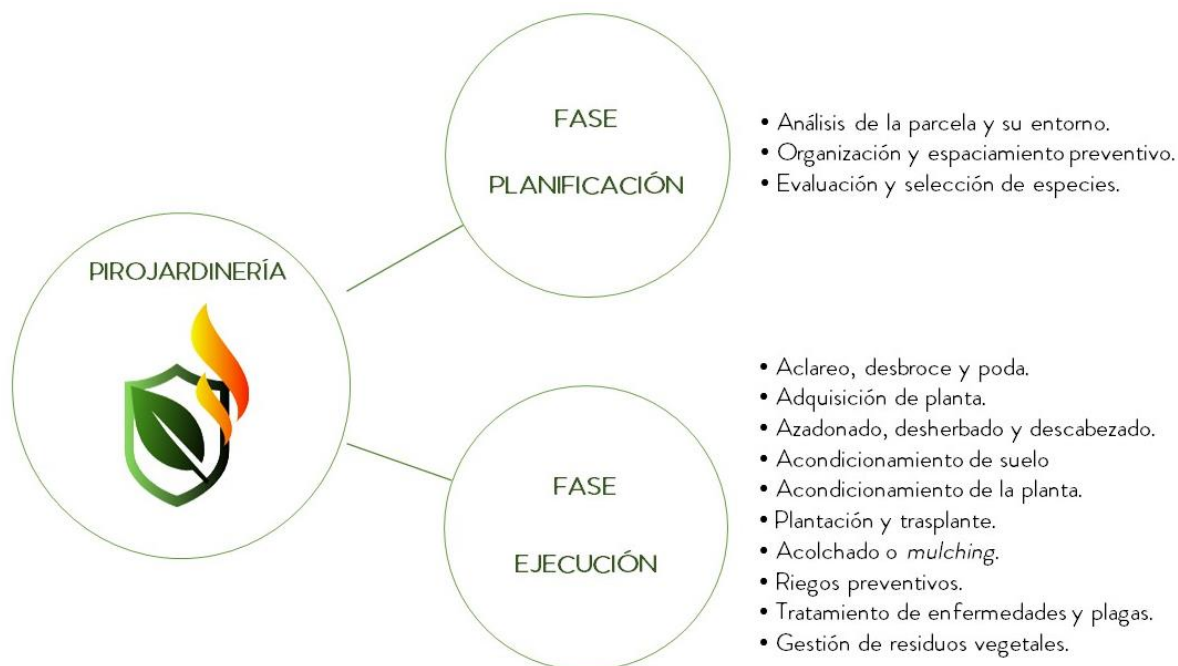 PIROJARDINERÍA
FASE
PLANIFICACIÓN
• Análisis de la parcela y su entorno.
• Organización y espaciamiento preventivo.
• Evaluación y selección de especies.
FASE
EJECUCIÓN
• Aclareo, desbroce y poda.
• Adquisición de planta.
• Azadonado, desherbado y descabezado.
• Acondicionamiento de suelo
• Acondicionamiento de la planta.
• Plantación y trasplante.
• Acolchado o mulching.
• Riegos preventivos.
• Tratamiento de enfermedades y plagas.
• Gestión de residuos vegetales.